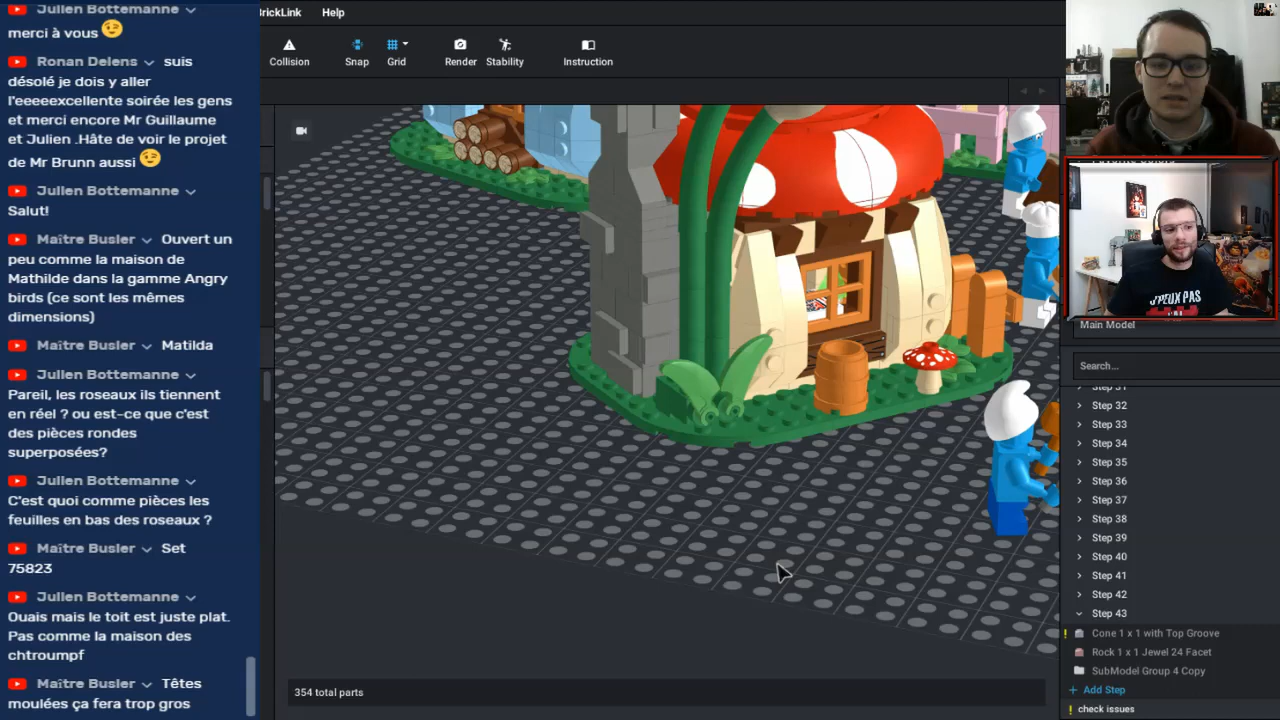 Julien Bottemanne
merci à vous
Ronan Delens suis
désolé je dois y aller
l'eeeeexcellente soirée les gens
et merci encore Mr Guillaume
et Julien .Hâte de voir le projet
de Mr Brunn aussi
Julien Bottemanne
Salut!
Maître Busler Ouvert un
peu comme la maison de
Mathilde dans la gamme Angry
birds (ce sont les mêmes
dimensions)
Maître Busler Matilda
Julien Bottemanne
Pareil, les roseaux ils tiennent
en réel ? ou est-ce que c'est
des pièces rondes
superposées?
Julien Bottemanne
C'est quoi comme pièces les
feuilles en bas des roseaux ?
Maître Busler Set
75823
Julien Bottemanne
Ouais mais le toit est juste plat.
Pas comme la maison des
chtroumpf
Maître Busler Têtes
moulées ça fera trop gros
BrickLink Help
Collision Snap Grid Render Stability Instruction
354 total parts
J'PEUX PAS
Main Model
Search...
Step 31
Step 32
Step 33
Step 34
Step 35
Step 36
Step 37
Step 38
Step 39
Step 40
Step 41
Step 42
Step 43
Cone 1 x 1 with Top Groove
Rock 1 x 1 Jewel 24 Facet
SubModel Group 4 Copy
+ Add Step
! check issues